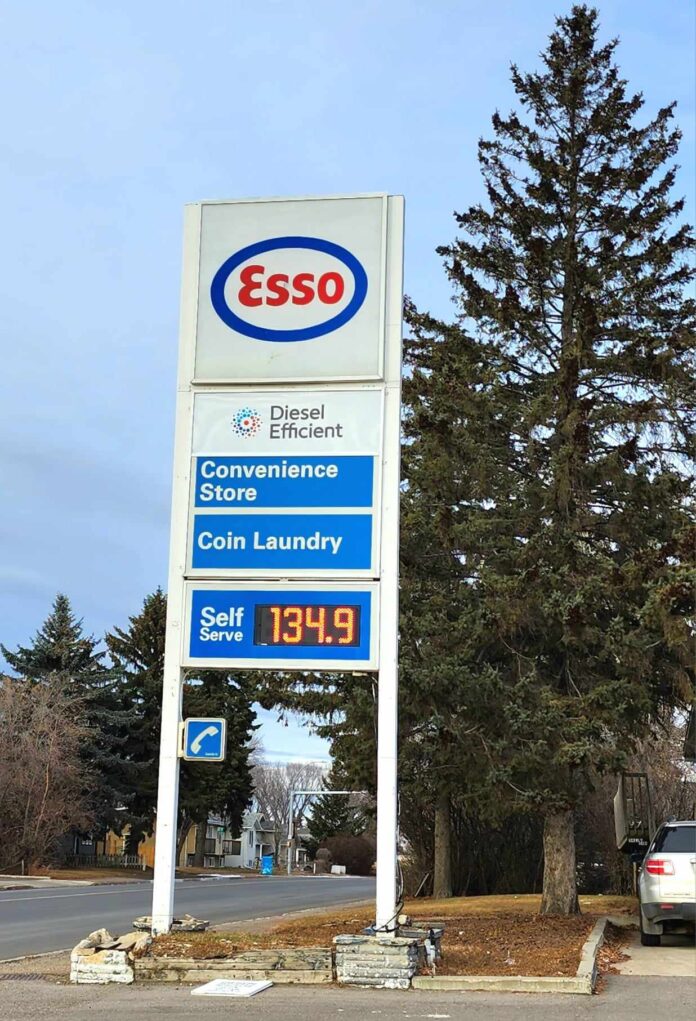 Esso
Diesel
Efficient
Convenience
Store
Coin Laundry
Self
Serve
134.9